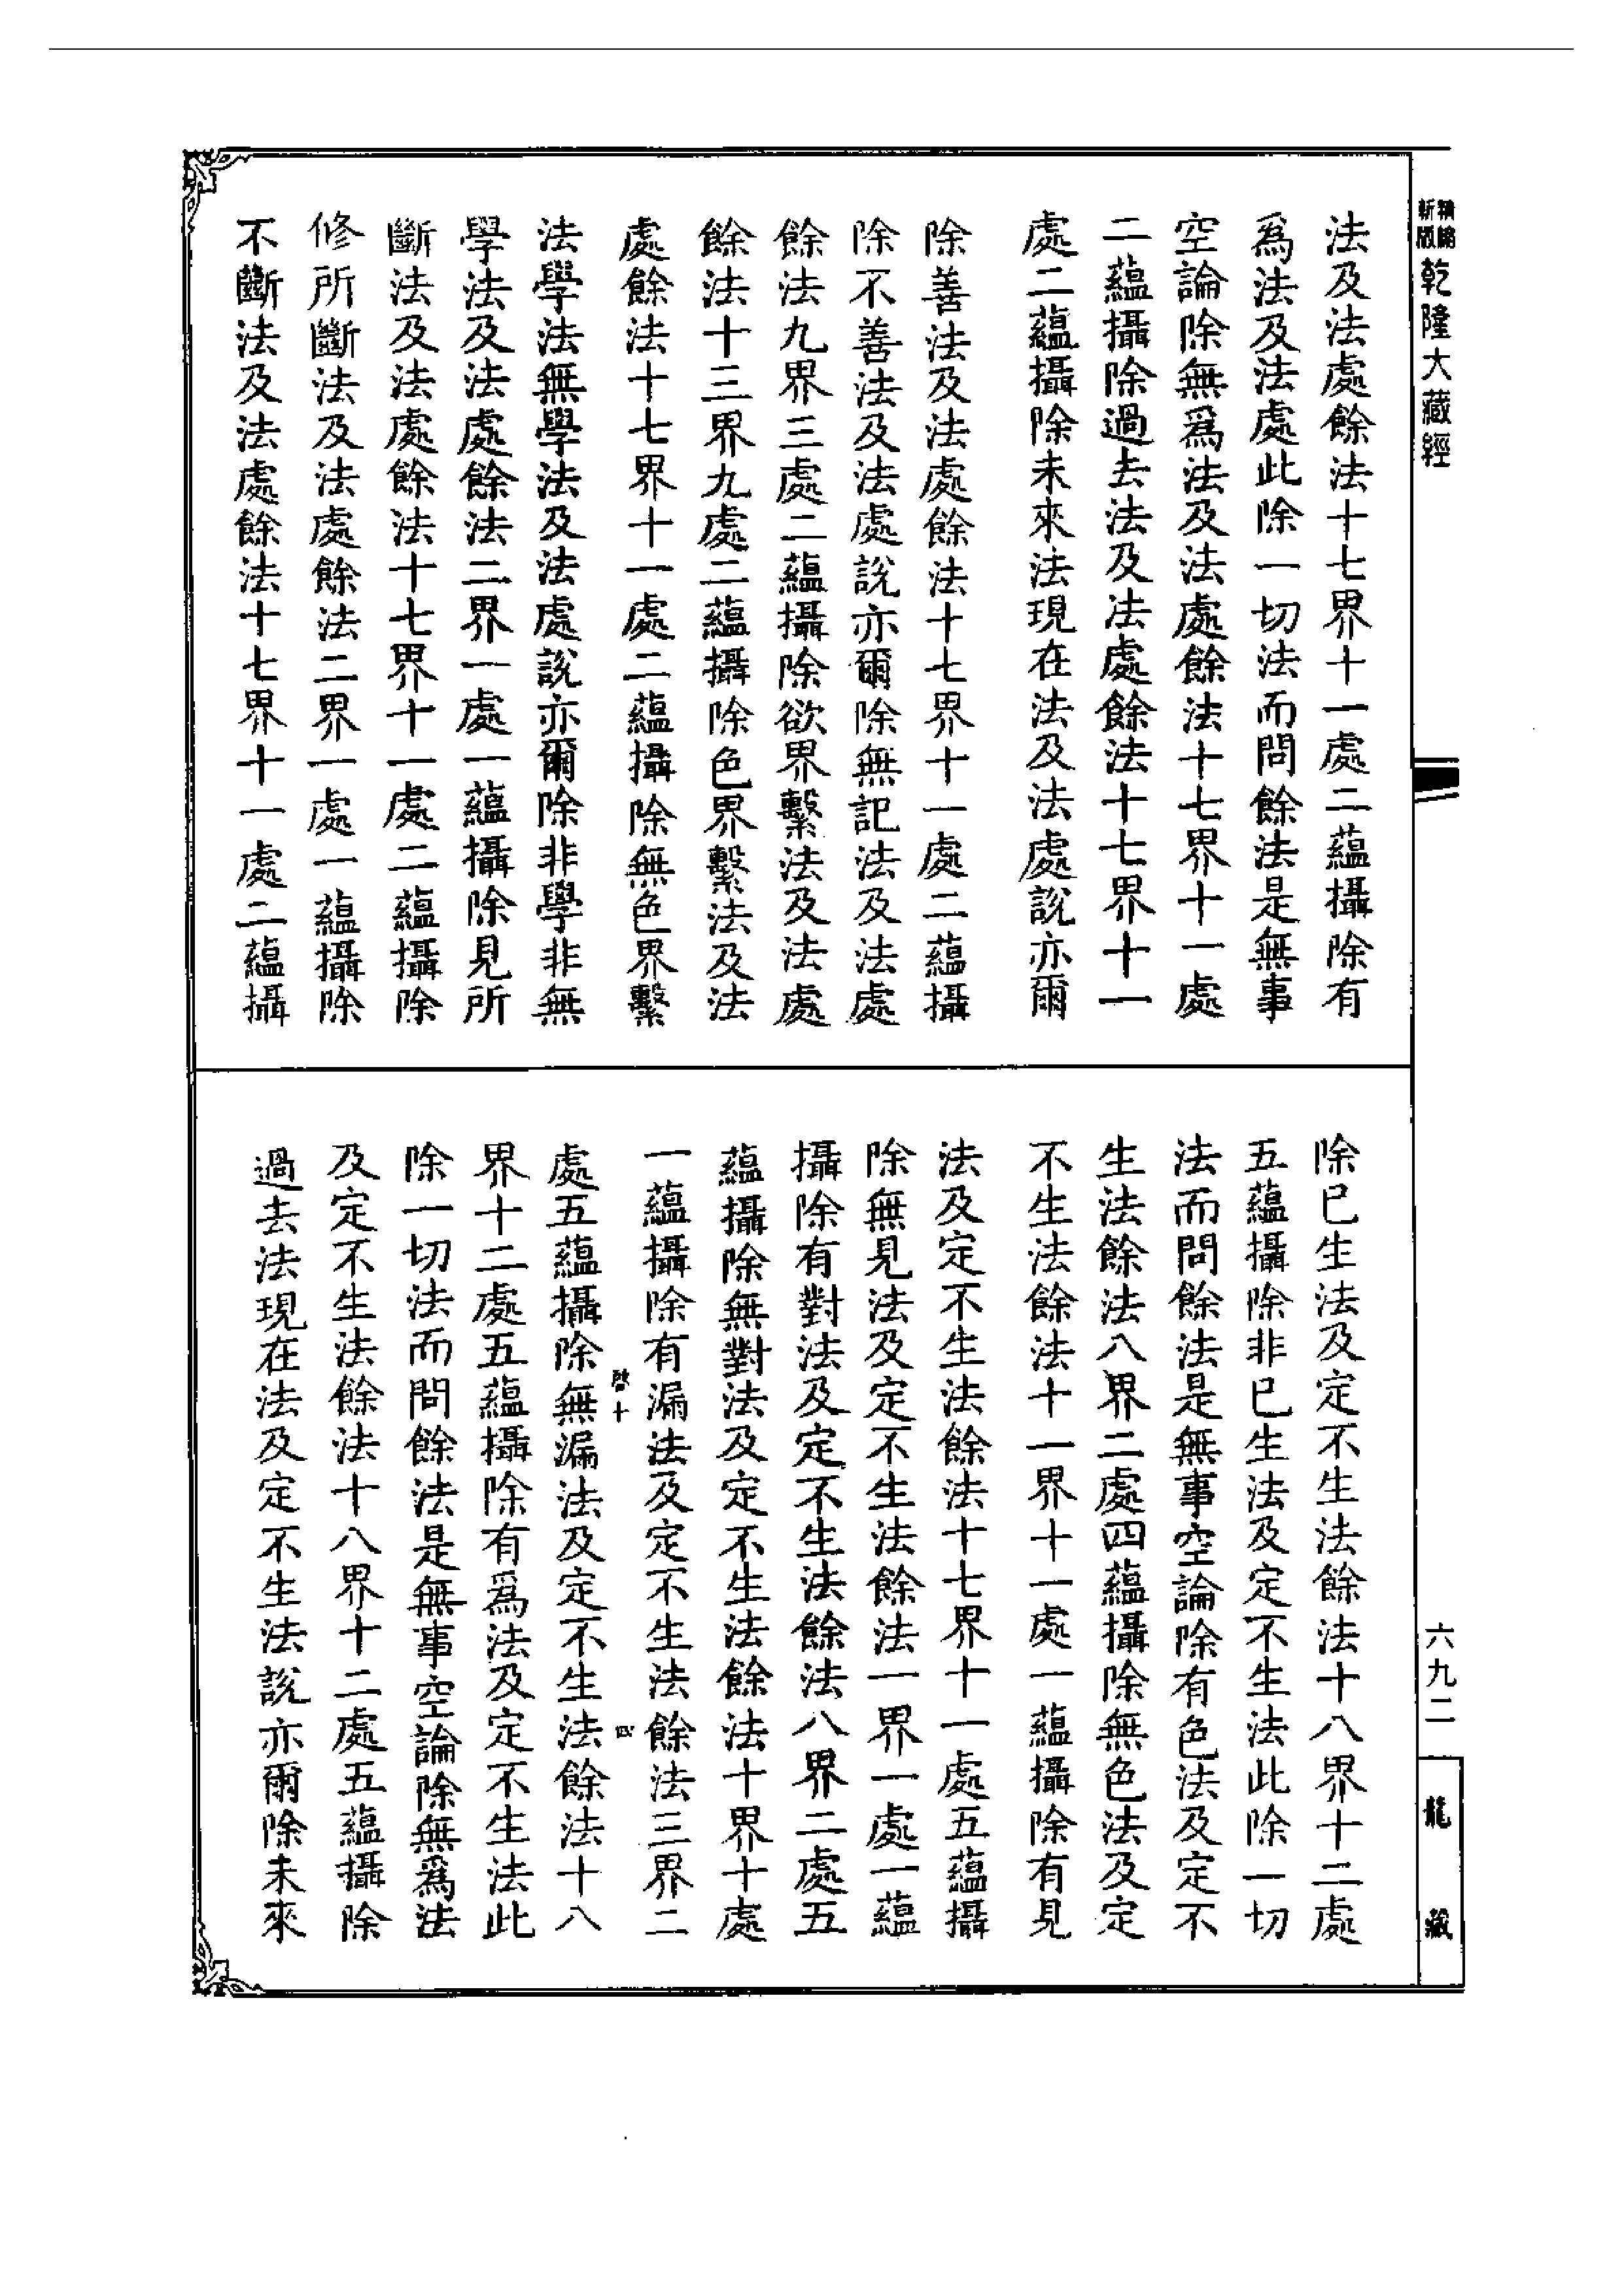 精縮
新版
乾隆大藏經
法及法處餘法十七界十一處二蘊攝除有
爲法及法處此除一切法而問餘法是無事
空論除無爲法及法處餘法十七界十一處
二蘊攝除過去法及法處餘法十七界十一
處二蘊攝除未來法現在法及法處說亦爾
除善法及法處餘法十七界十一處二蘊攝
除不善法及法處說亦爾除無記法及法處
餘法九界三處二蘊攝除欲界繫法及法處
餘法十三界九處二蘊攝除色界繫法及法
處餘法十七界十一處二蘊攝除無色界繫
法學法無學法及法處說亦爾除非學非無
學法及法處餘法二界一處一蘊攝除見所
斷法及法處餘法十七界十一處二蘊攝除
修所斷法及法處餘法二界一處一蘊攝除
不斷法及法處餘法十七界十一處二蘊攝
除已生法及定不生法餘法十八界十二處
五蘊攝除非已生法及定不生法此除一切
法而問餘法是無事空論除有色法及定不
生法餘法八界二處四蘊攝除無色法及定
不生法餘法十一界十一處一蘊攝除有見
法及定不生法餘法十七界十一處五蘊攝
除無見法及定不生法餘法一界一處一蘊
攝除有對法及定不生法餘法八界二處五
蘊攝除無對法及定不生法餘法十界十處
一蘊攝除有漏法及定不生法餘法三界二
啓十
四
處五蘊攝除無漏法及定不生法餘法十八
界十二處五蘊攝除有爲法及定不生法此
除一切法而問餘法是無事空論除無爲法
及定不生法餘法十八界十二處五蘊攝除
過去法現在法及定不生法說亦爾除未來
六九二
龍藏